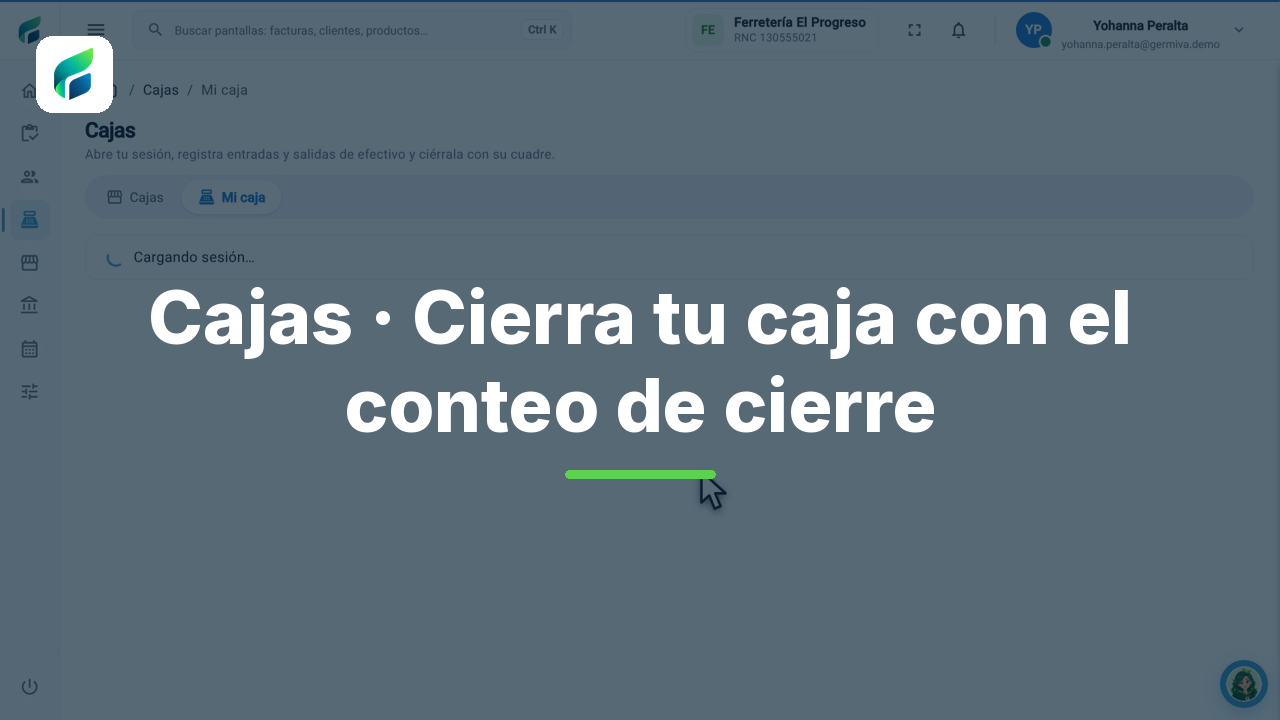 Buscar pantallas: facturas, clientes, productos...
Ctrl K
FE
Ferretería El Progreso
RNC 130555021
YP
Yohanna Peralta
yohanna.peralta@germiva.demo
/ Cajas / Mi caja
Cajas
Abre tu sesión, registra entradas y salidas de efectivo y ciérrala con su cuadre.
Cajas
Mi caja
Cargando sesión...
Cajas · Cierra tu caja con el
conteo de cierre